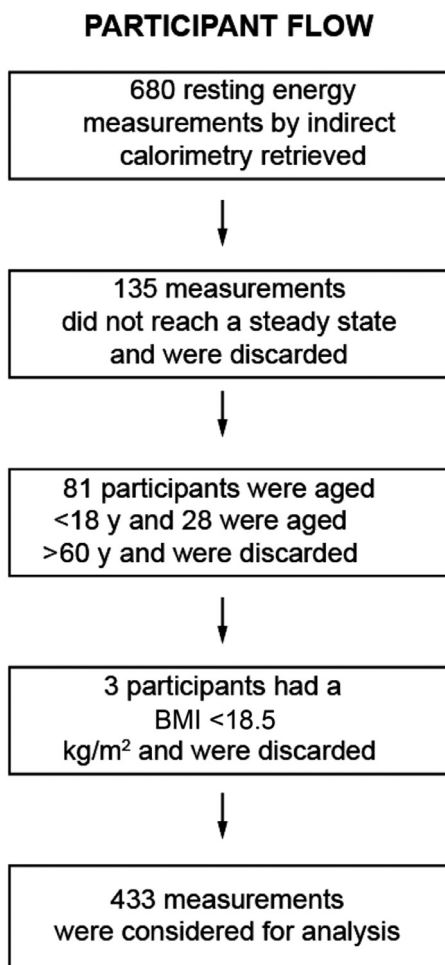 PARTICIPANT FLOW
680 resting energy
measurements by indirect
calorimetry retrieved
135 measurements
did not reach a steady state
and were discarded
81 participants were aged
<18 y and 28 were aged
>60 y and were discarded
3 participants had a
BMI <18.5
kg/m² and were discarded
433 measurements
were considered for analysis